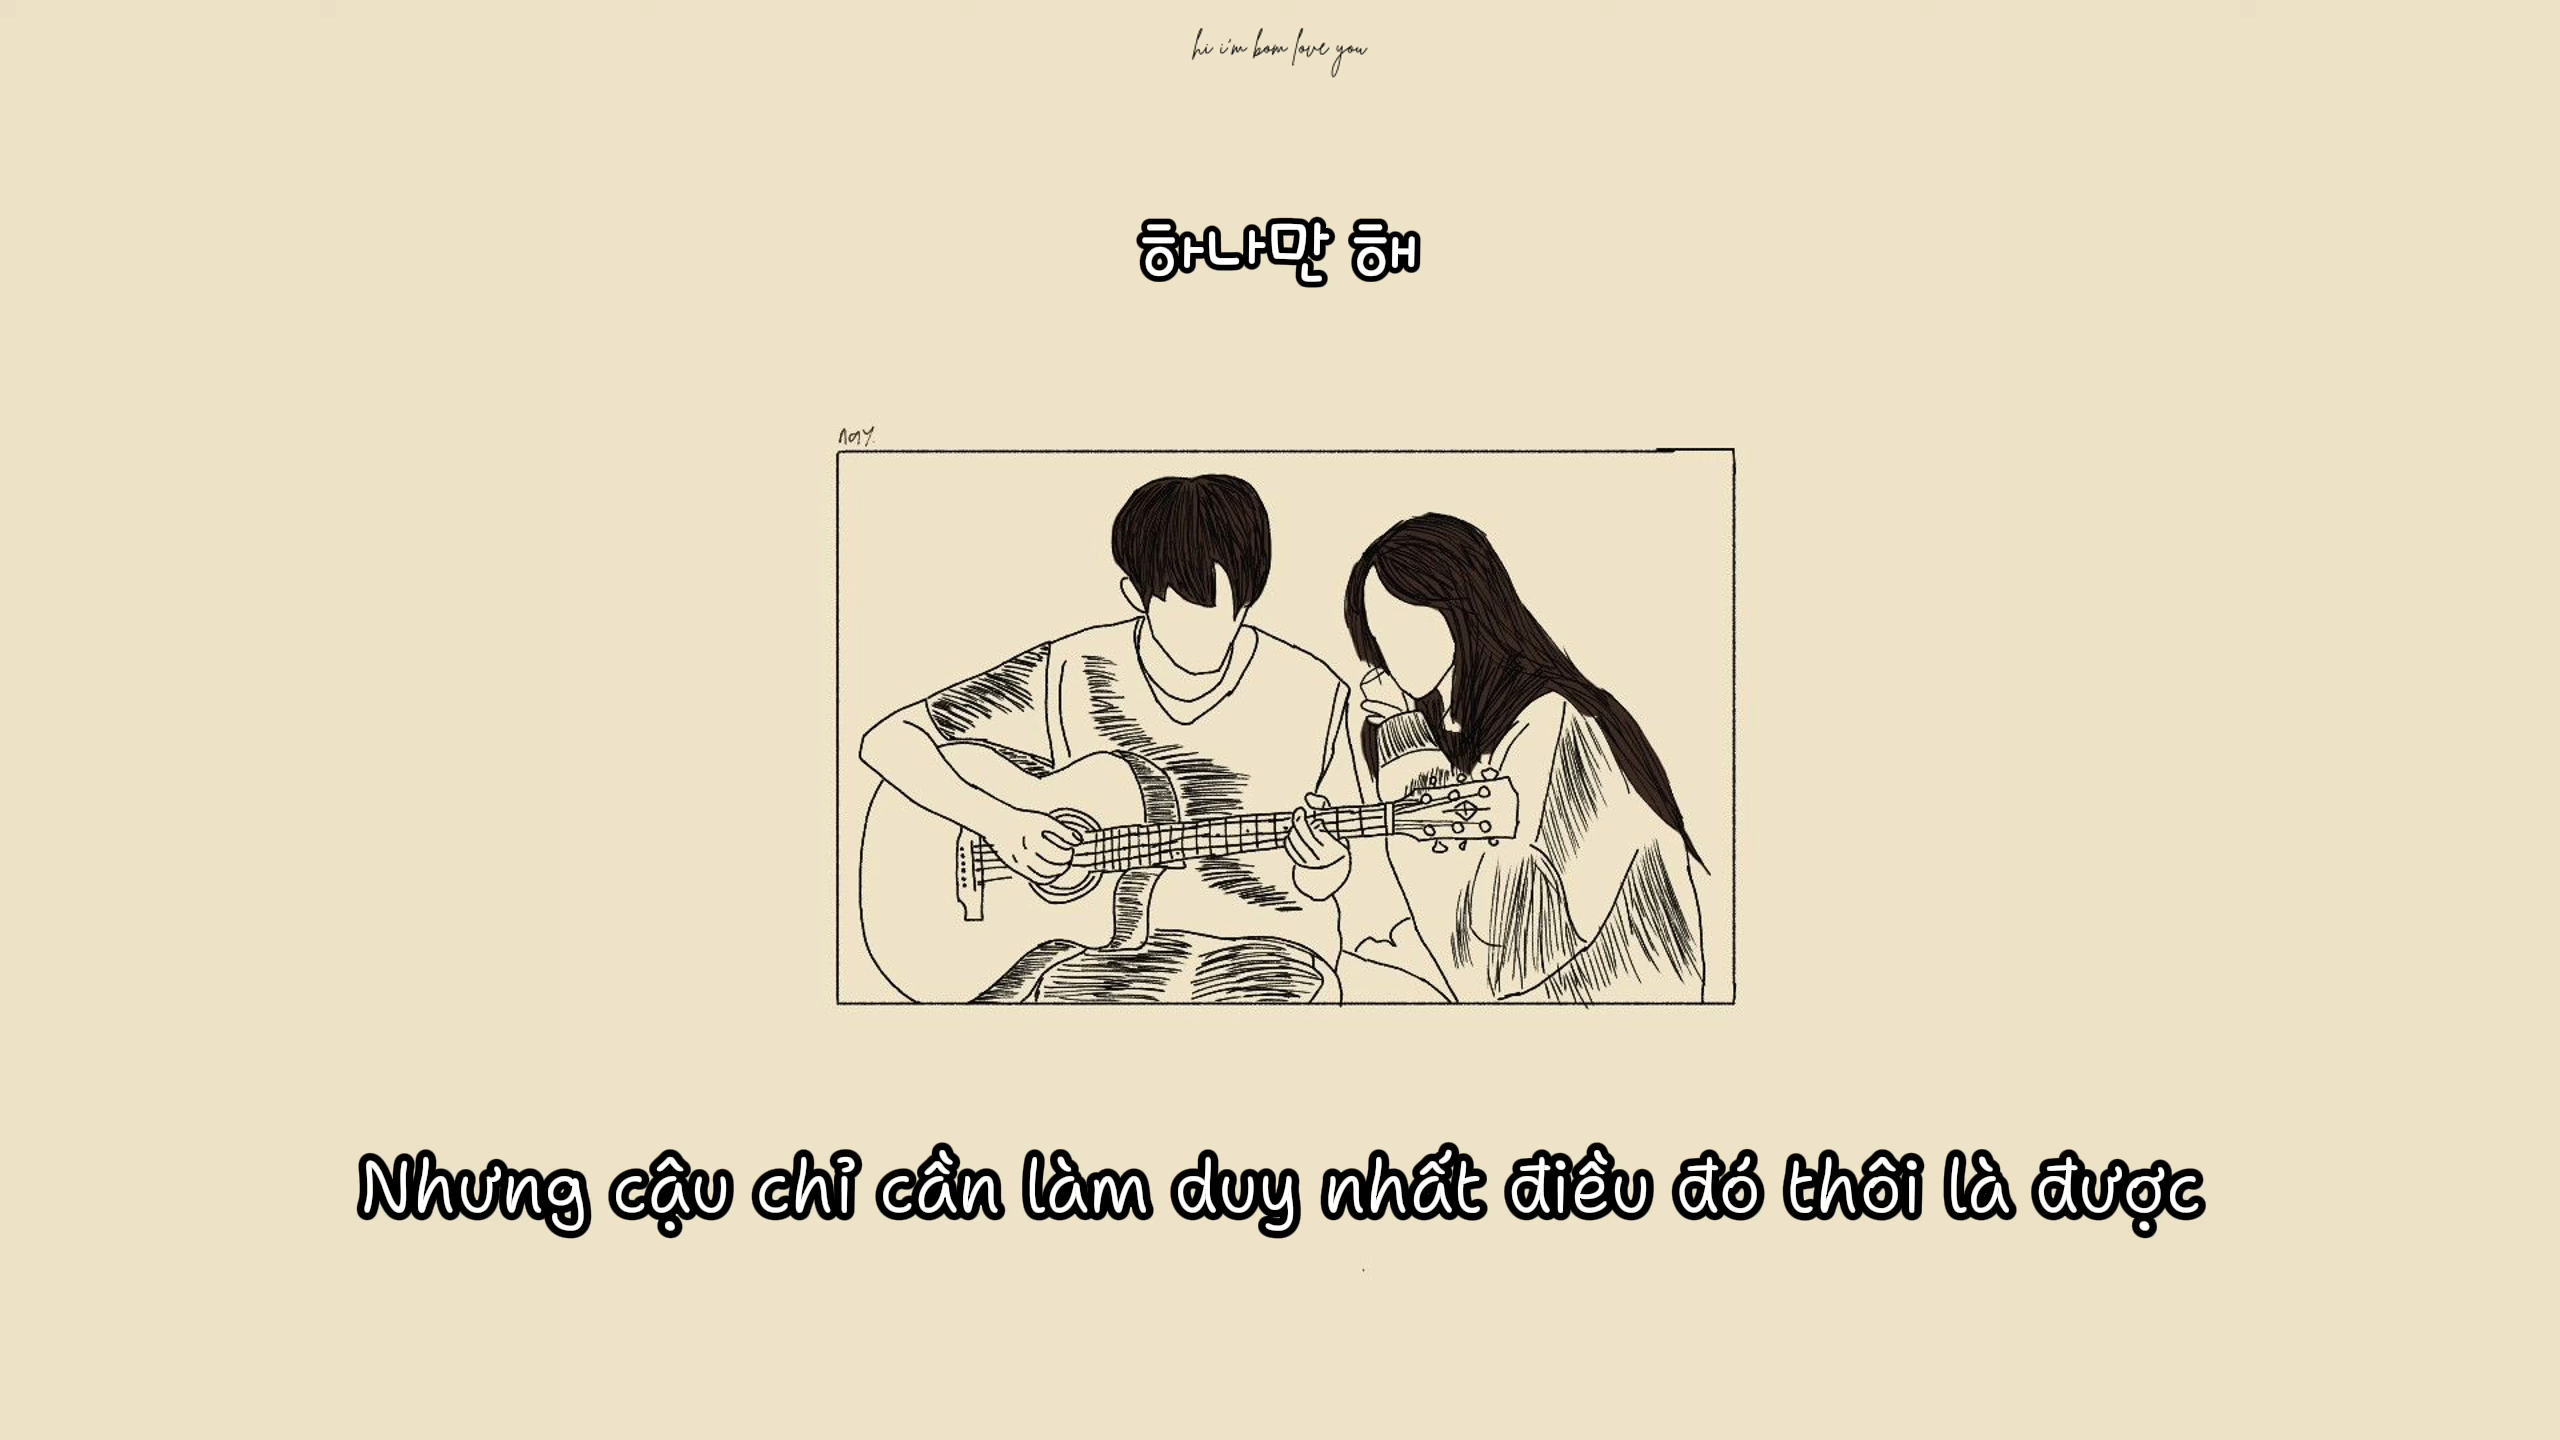 hi i'm bom love you
하나만 해
Nhưng cậu chỉ cần làm duy nhất điều đó thôi là được